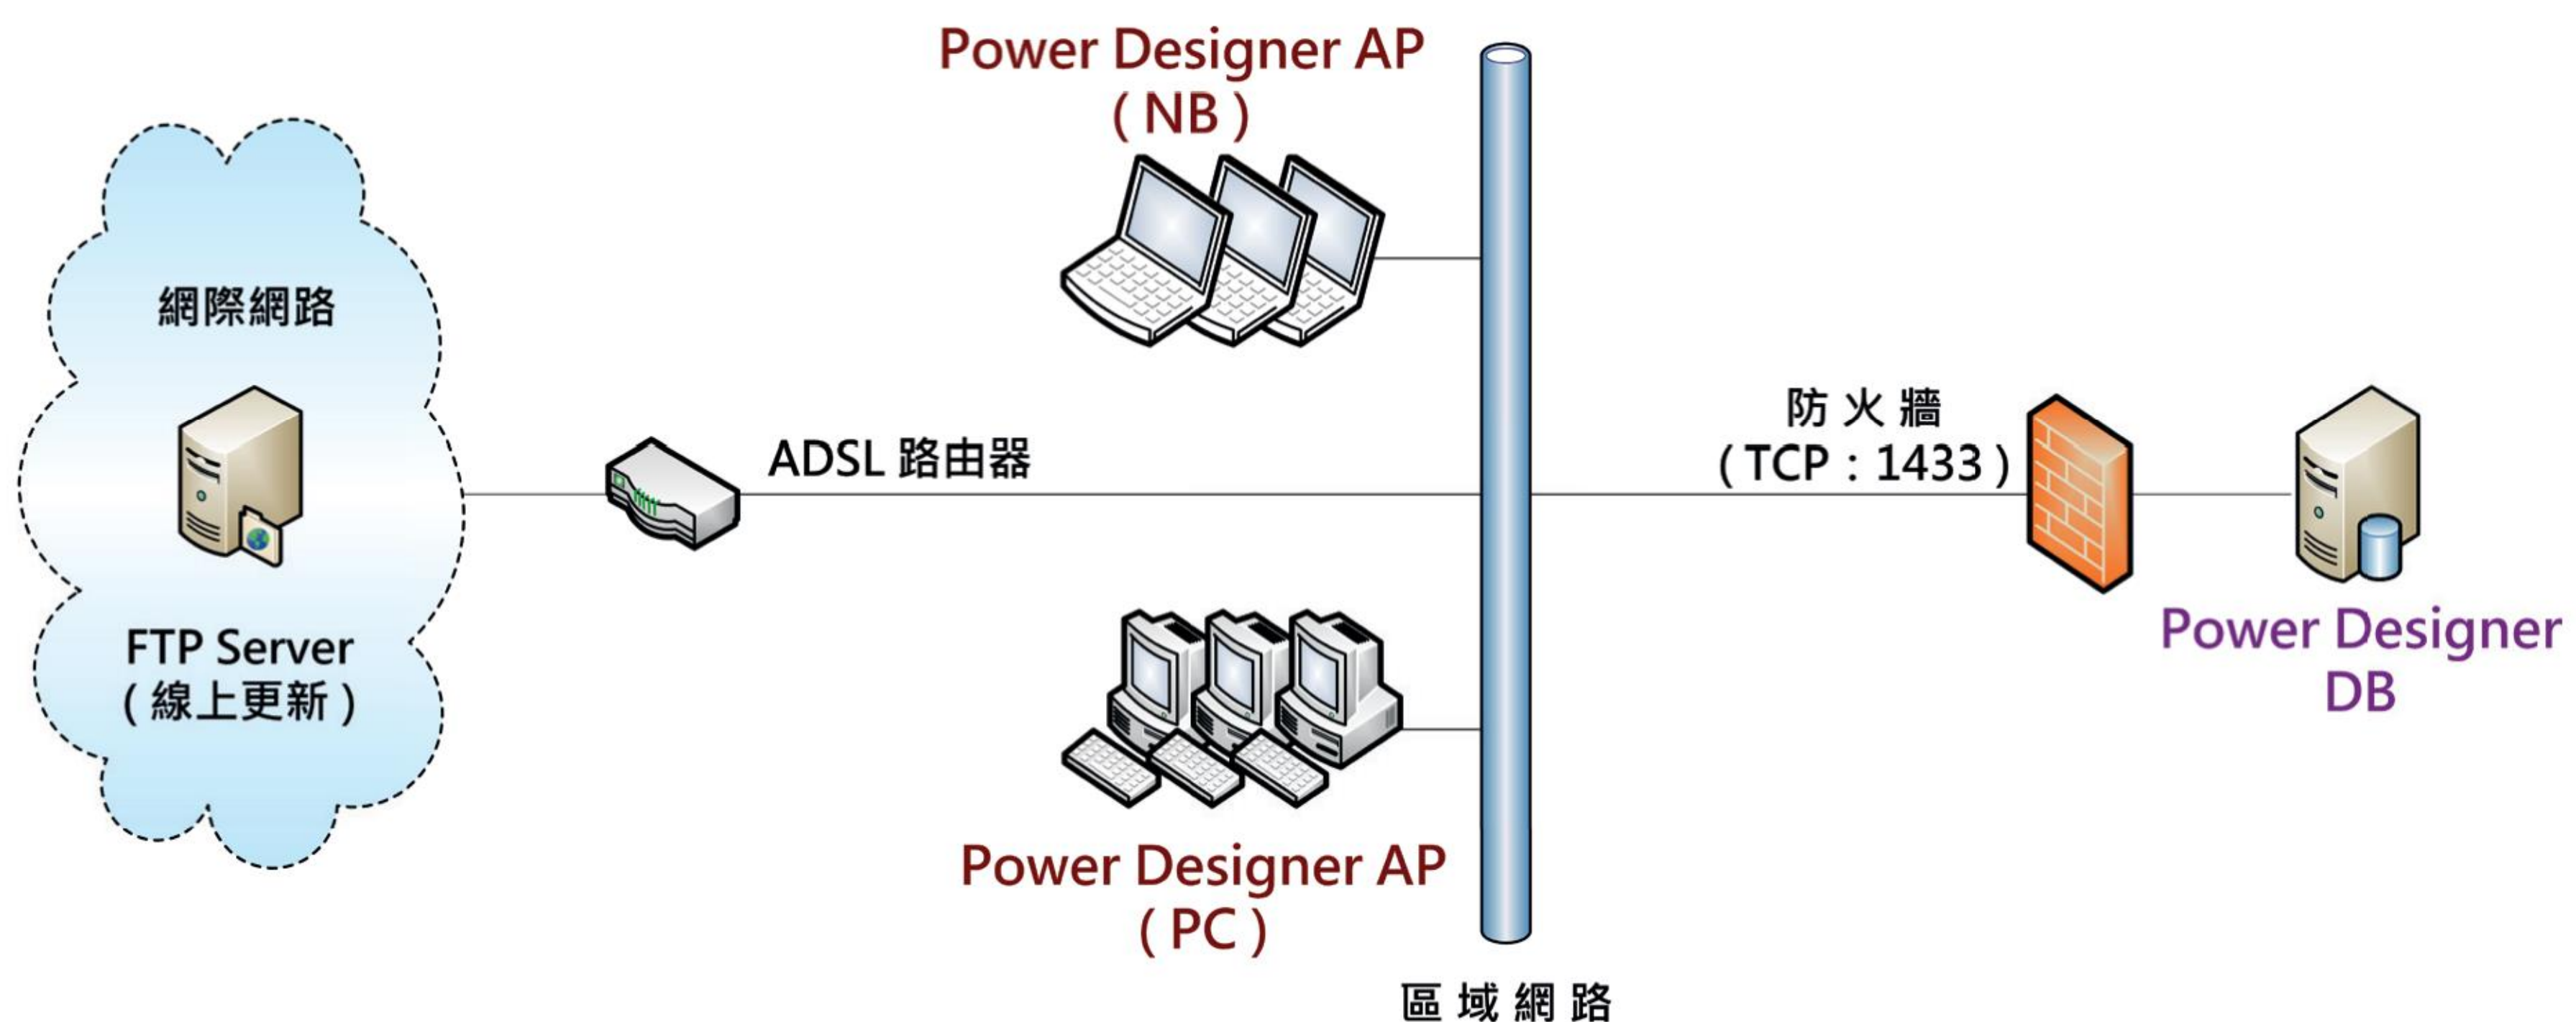 Power Designer AP
( NB )
網際網路
FTP Server
( 線上更新 )
ADSL 路由器
防火牆
( TCP : 1433 )
Power Designer
DB
Power Designer AP
( PC )
區域網路